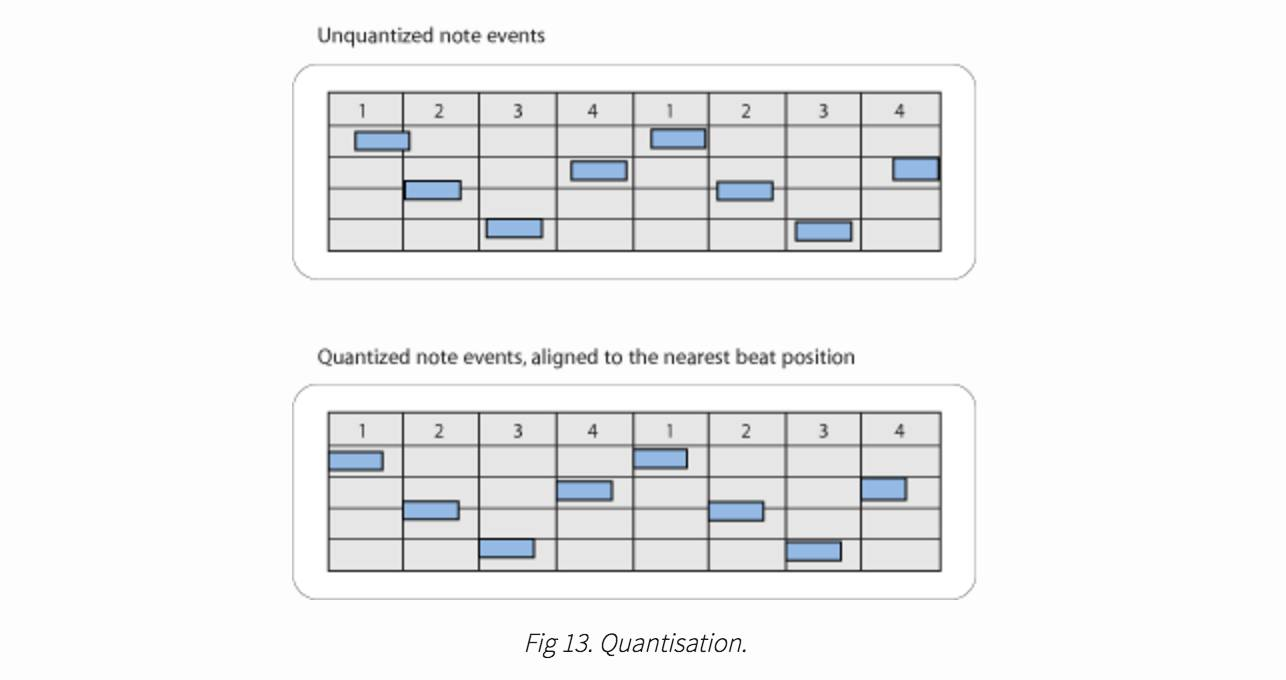 Unquantized note events
1 2 3 4 1 2 3 4
Quantized note events, aligned to the nearest beat position
1 2 3 4 1 2 3 4
Fig 13. Quantisation.